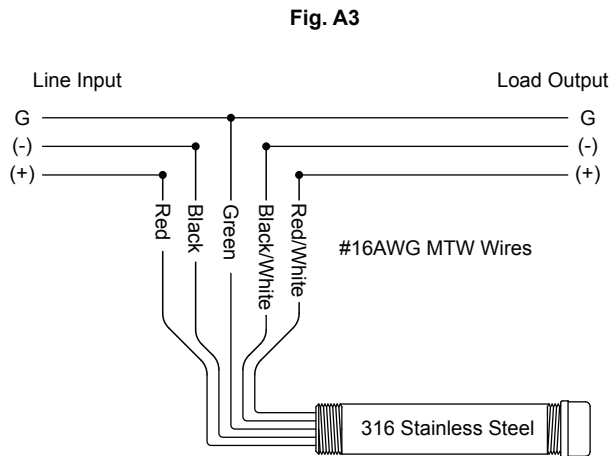 Fig. A3
Line Input
Load Output
G
G
(-)
(-)
(+)
(+)
Red
Black
Green
Black/White
Red/White
#16AWG MTW Wires
316 Stainless Steel